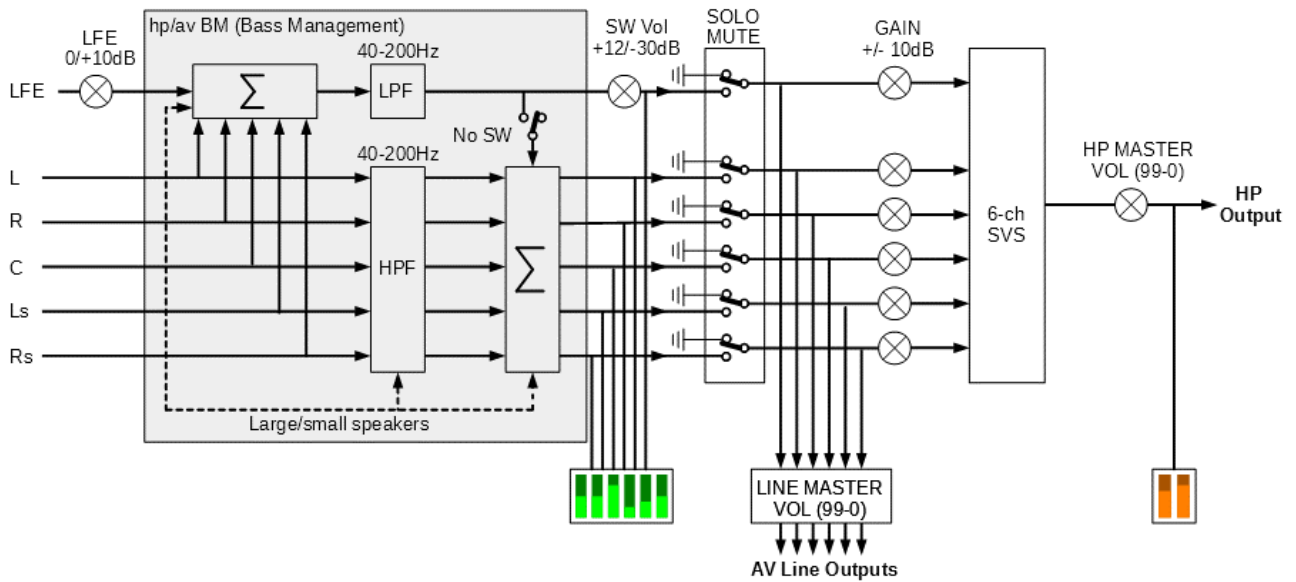 hp/av BM (Bass Management)
LFE
0/+10dB
40-200Hz
SW Vol
+12/-30dB
SOLO
MUTE
GAIN
+/- 10dB
LFE
Σ
LPF
No SW
40-200Hz
HP MASTER
VOL (99-0)
L
R
C
Ls
Rs
HPF
Σ
6-ch
SVS
HP
Output
Large/small speakers
LINE MASTER
VOL (99-0)
AV Line Outputs